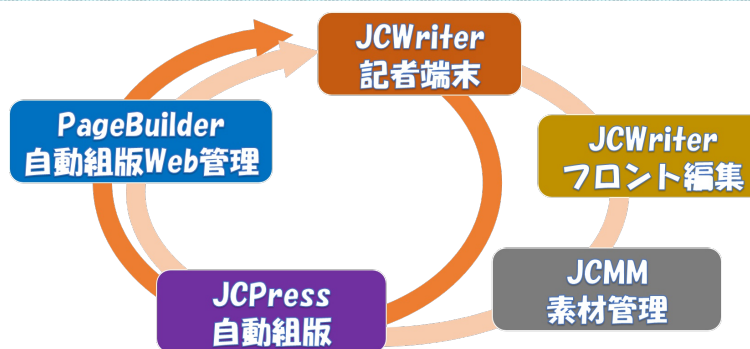 JCWriter
記者端末
PageBuilder
自動組版Web管理
JCWriter
フロント編集
JCMM
素材管理
JCPress
自動組版